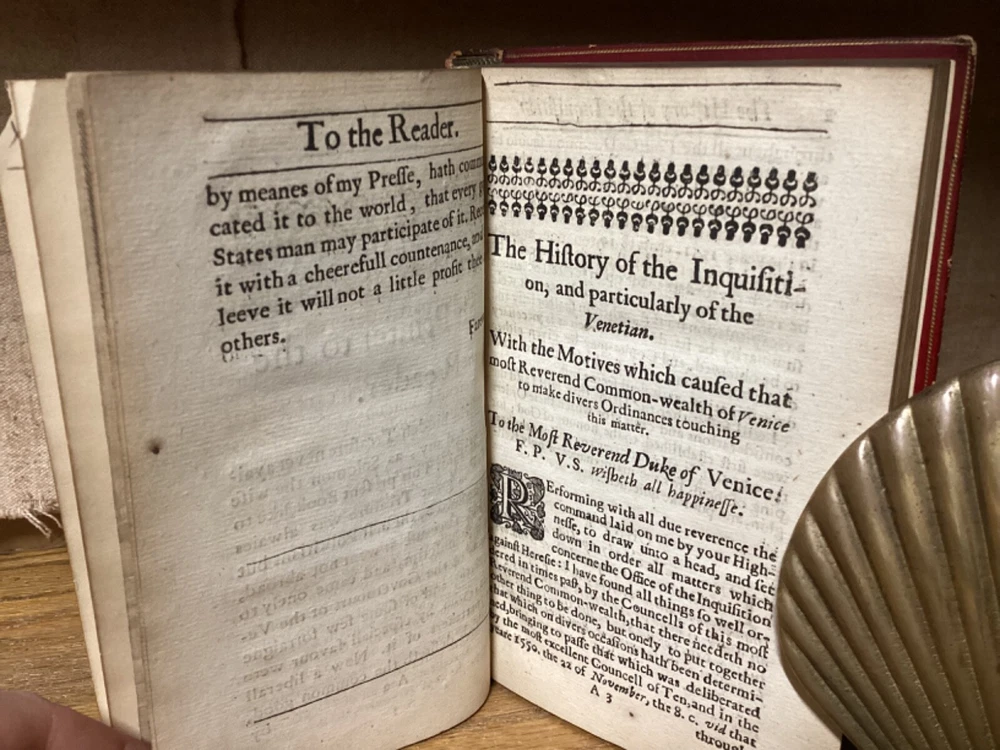 To the Reader.
by meanes of my Preſſe, hath com
cated it to the world, that every
States man may participate of it. Re
it with a cheerefull countenance,
leeve it will not a little profit thee
others.
The Hiſtory of the Inquiſiti-
on, and particularly of the
Venetian.
With the Motives which cauſed that
moſt Reverend Common-wealth of Venice
to make divers Ordinances touching
this matter.
To the Moſt Reverend Duke of Venice:
F. P. V.S. wiſheth all happineſſe.
RErforming with all due reverence the
command laid on me by your High-
neſſe, to draw unto a head, and ſet
down in order all matters which
concerne the Office of the Inquiſition
againſt Hereſie: I have found all things ſo well or-
dered in times paſt, by the Councells of this moſt
Reverend Common-wealth, that there needeth no
other thing to be done, but onely to put together
that which on divers occaſions hath been determi-
ned, bringing to paſſe that which was deliberated
by the moſt excellent Councell of Ten, and in the
yeare 1550. the 22 of November, the 8. c. vid that
A 3
through